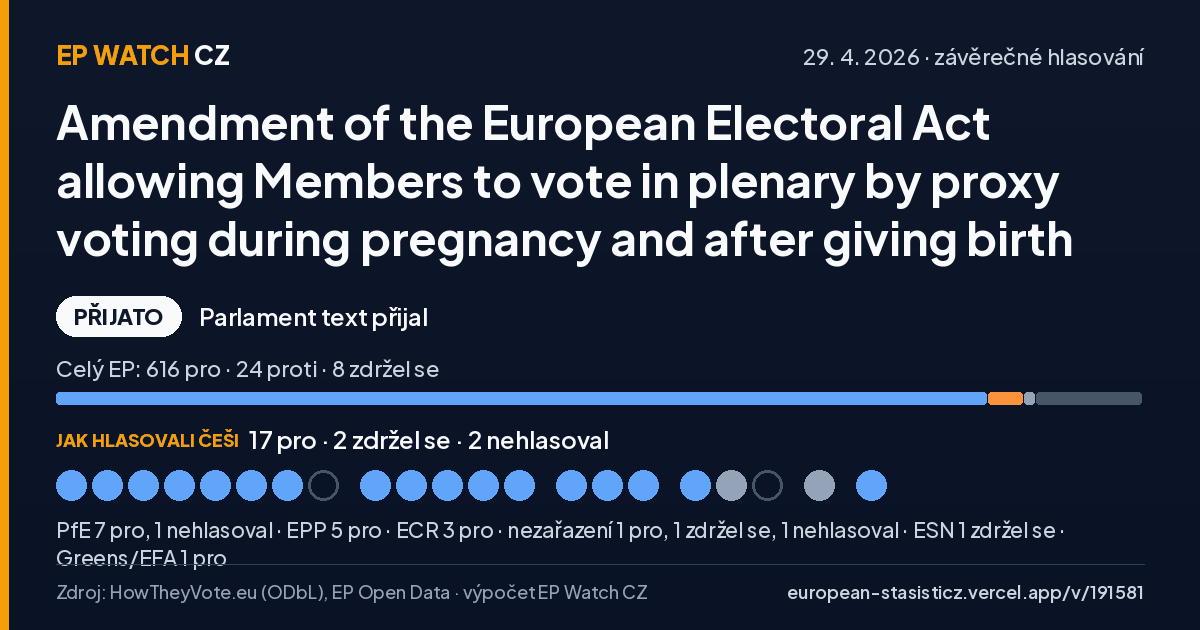 EP WATCH CZ
29. 4. 2026 · závěrečné hlasování
Amendment of the European Electoral Act
allowing Members to vote in plenary by proxy
voting during pregnancy and after giving birth
PŘIJATO Parlament text přijal
Celý EP: 616 pro · 24 proti · 8 zdržel se
JAK HLASOVALI ČEŠI 17 pro · 2 zdržel se · 2 nehlasoval
PfE 7 pro, 1 nehlasoval · EPP 5 pro · ECR 3 pro · nezařazení 1 pro, 1 zdržel se, 1 nehlasoval · ESN 1 zdržel se ·
Greens/EFA 1 pro
Zdroj: HowTheyVote.eu (ODbL), EP Open Data · výpočet EP Watch CZ
european-stasisticz.vercel.app/v/191581